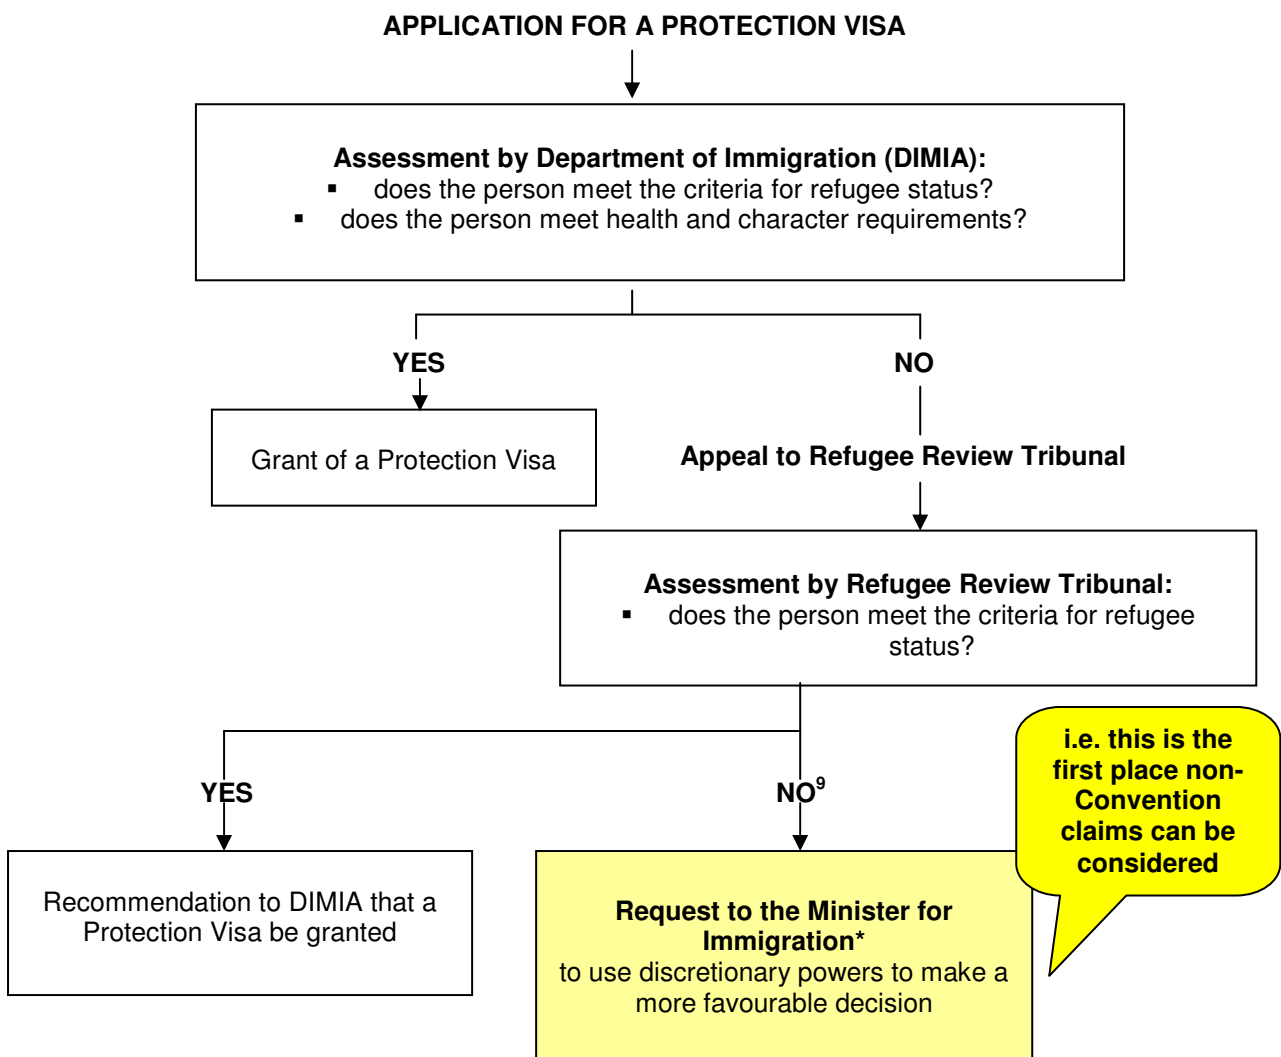 APPLICATION FOR A PROTECTION VISA
Assessment by Department of Immigration (DIMIA):
▪ does the person meet the criteria for refugee status?
▪ does the person meet health and character requirements?
YES
NO
Grant of a Protection Visa
Appeal to Refugee Review Tribunal
Assessment by Refugee Review Tribunal:
▪ does the person meet the criteria for refugee
status?
i.e. this is the
first place non-
Convention
claims can be
considered
YES
NO⁹
Recommendation to DIMIA that a
Protection Visa be granted
Request to the Minister for
Immigration*
to use discretionary powers to make a
more favourable decision